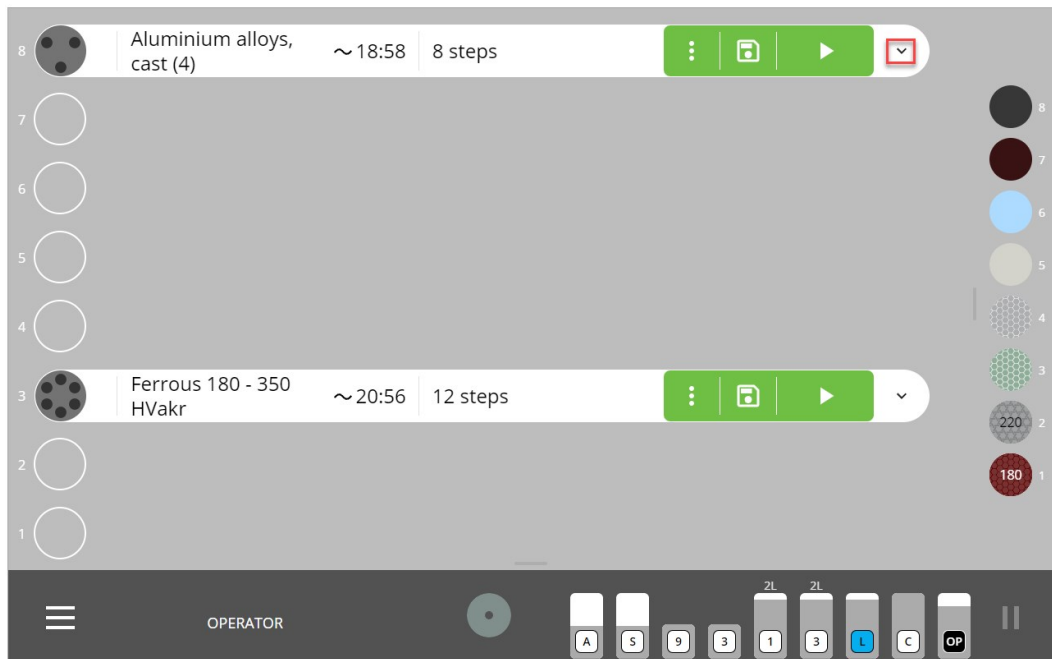 8 Aluminium alloys, cast (4) ~18:58 8 steps
7
6
5
4
3 Ferrous 180 - 350 HVakr ~20:56 12 steps
2
1
8
7
6
5
4
3
220 2
180 1
OPERATOR
2L 2L
A S 9 3 1 3 L C OP